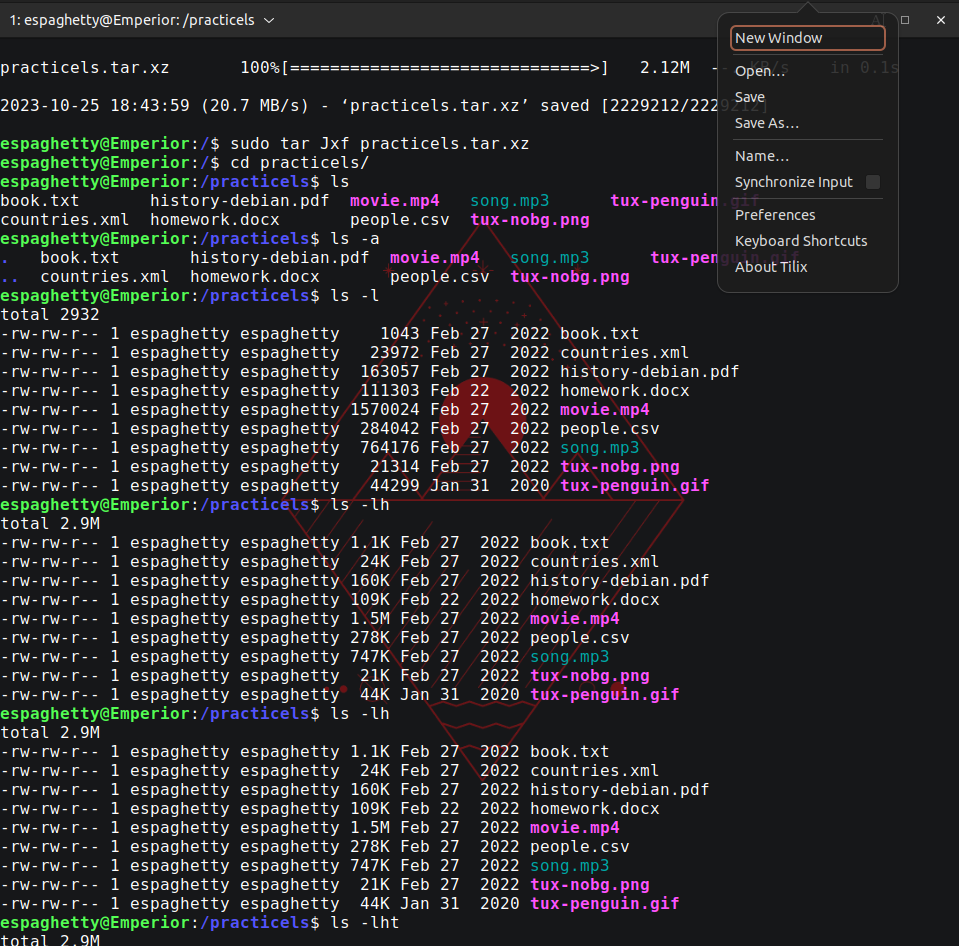 1: espaghetty@Emperior: /practicels
practicels.tar.xz       100%[==============================>]   2.12M  --.-KB/s    in 0.1s
2023-10-25 18:43:59 (20.7 MB/s) - ‘practicels.tar.xz’ saved [2229212/2229212]
espaghetty@Emperior:/$ sudo tar Jxf practicels.tar.xz
espaghetty@Emperior:/$ cd practicels/
espaghetty@Emperior:/practicels$ ls
book.txt       history-debian.pdf  movie.mp4   song.mp3      tux-penguin.gif
countries.xml  homework.docx       people.csv  tux-nobg.png
espaghetty@Emperior:/practicels$ ls -a
.   book.txt       history-debian.pdf  movie.mp4   song.mp3      tux-penguin.gif
..  countries.xml  homework.docx       people.csv  tux-nobg.png
espaghetty@Emperior:/practicels$ ls -l
total 2932
-rw-rw-r-- 1 espaghetty espaghetty    1043 Feb 27  2022 book.txt
-rw-rw-r-- 1 espaghetty espaghetty   23972 Feb 27  2022 countries.xml
-rw-rw-r-- 1 espaghetty espaghetty  163057 Feb 27  2022 history-debian.pdf
-rw-rw-r-- 1 espaghetty espaghetty  111303 Feb 22  2022 homework.docx
-rw-rw-r-- 1 espaghetty espaghetty 1570024 Feb 27  2022 movie.mp4
-rw-rw-r-- 1 espaghetty espaghetty  284042 Feb 27  2022 people.csv
-rw-rw-r-- 1 espaghetty espaghetty  764176 Feb 27  2022 song.mp3
-rw-rw-r-- 1 espaghetty espaghetty   21314 Feb 27  2022 tux-nobg.png
-rw-rw-r-- 1 espaghetty espaghetty   44299 Jan 31  2020 tux-penguin.gif
espaghetty@Emperior:/practicels$ ls -lh
total 2.9M
-rw-rw-r-- 1 espaghetty espaghetty 1.1K Feb 27  2022 book.txt
-rw-rw-r-- 1 espaghetty espaghetty  24K Feb 27  2022 countries.xml
-rw-rw-r-- 1 espaghetty espaghetty 160K Feb 27  2022 history-debian.pdf
-rw-rw-r-- 1 espaghetty espaghetty 109K Feb 22  2022 homework.docx
-rw-rw-r-- 1 espaghetty espaghetty 1.5M Feb 27  2022 movie.mp4
-rw-rw-r-- 1 espaghetty espaghetty 278K Feb 27  2022 people.csv
-rw-rw-r-- 1 espaghetty espaghetty 747K Feb 27  2022 song.mp3
-rw-rw-r-- 1 espaghetty espaghetty  21K Feb 27  2022 tux-nobg.png
-rw-rw-r-- 1 espaghetty espaghetty  44K Jan 31  2020 tux-penguin.gif
espaghetty@Emperior:/practicels$ ls -lh
total 2.9M
-rw-rw-r-- 1 espaghetty espaghetty 1.1K Feb 27  2022 book.txt
-rw-rw-r-- 1 espaghetty espaghetty  24K Feb 27  2022 countries.xml
-rw-rw-r-- 1 espaghetty espaghetty 160K Feb 27  2022 history-debian.pdf
-rw-rw-r-- 1 espaghetty espaghetty 109K Feb 22  2022 homework.docx
-rw-rw-r-- 1 espaghetty espaghetty 1.5M Feb 27  2022 movie.mp4
-rw-rw-r-- 1 espaghetty espaghetty 278K Feb 27  2022 people.csv
-rw-rw-r-- 1 espaghetty espaghetty 747K Feb 27  2022 song.mp3
-rw-rw-r-- 1 espaghetty espaghetty  21K Feb 27  2022 tux-nobg.png
-rw-rw-r-- 1 espaghetty espaghetty  44K Jan 31  2020 tux-penguin.gif
espaghetty@Emperior:/practicels$ ls -lht
total 2.9M
New Window
Open…
Save
Save As…
Name…
Synchronize Input
Preferences
Keyboard Shortcuts
About Tilix